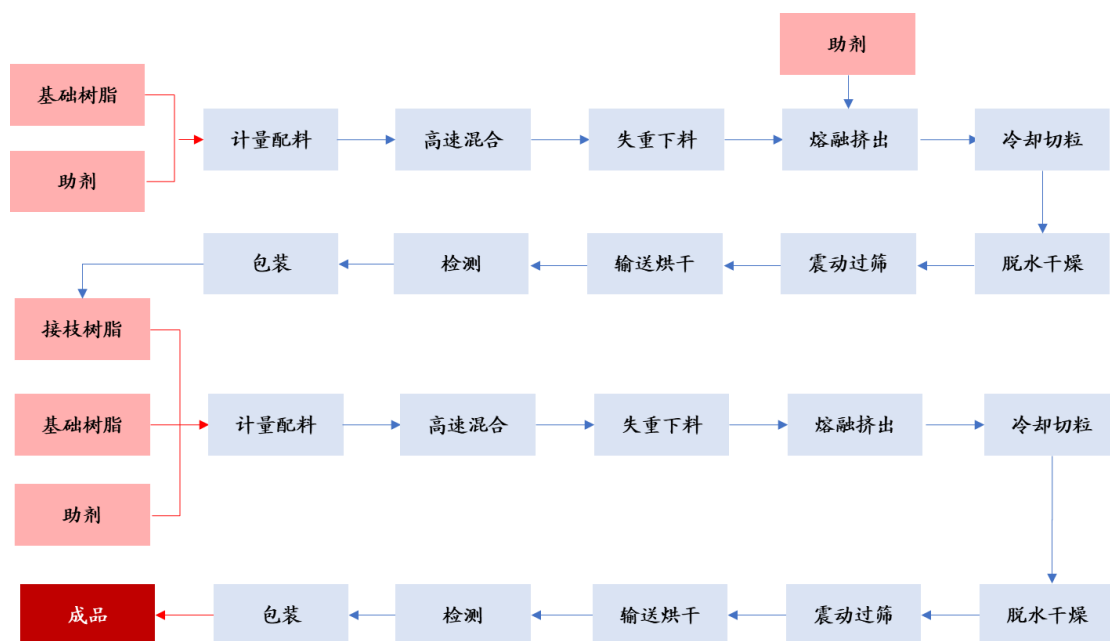 助剂
基础树脂
助剂
计量配料
高速混合
失重下料
熔融挤出
冷却切粒
脱水干燥
震动过筛
输送烘干
检测
包装
接枝树脂
基础树脂
助剂
计量配料
高速混合
失重下料
熔融挤出
冷却切粒
脱水干燥
震动过筛
输送烘干
检测
包装
成品